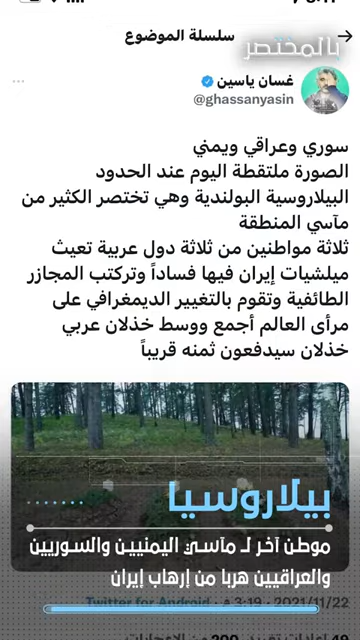 سلسلة الموضوع
بالمختصر
غسان ياسين
@ghassanyasin
سوري وعراقي ويمني
الصورة ملتقطة اليوم عند الحدود
البيلاروسية البولندية وهي تختصر الكثير من
مآسي المنطقة
ثلاثة مواطنين من ثلاثة دول عربية تعيث
ميلشيات إيران فيها فساداً وتركتب المجازر
الطائفية وتقوم بالتغيير الديمغرافي على
مرأى العالم أجمع ووسط خذلان عربي
خذلان سيدفعون ثمنه قريباً
بيلاروسيا
موطن آخر لـ مآسي اليمنيين والسوريين
والعراقيين هربا من إرهاب إيران
2021/11/22 · 3:19 م · Twitter for Android